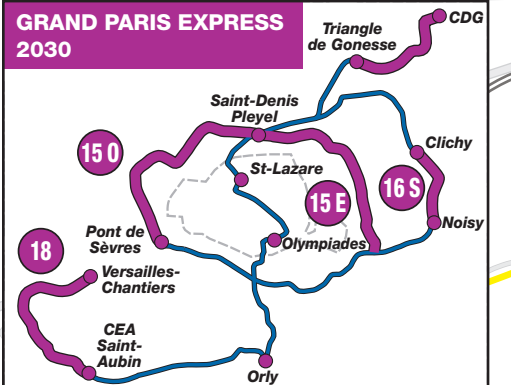 GRAND PARIS EXPRESS
2030
Triangle
de Gonesse
CDG
Saint-Denis
Pleyel
15 O
St-Lazare
Clichy
15 E
16 S
Noisy
Pont de
Sèvres
Olympiades
18
Versailles-
Chantiers
CEA
Saint-
Aubin
Orly